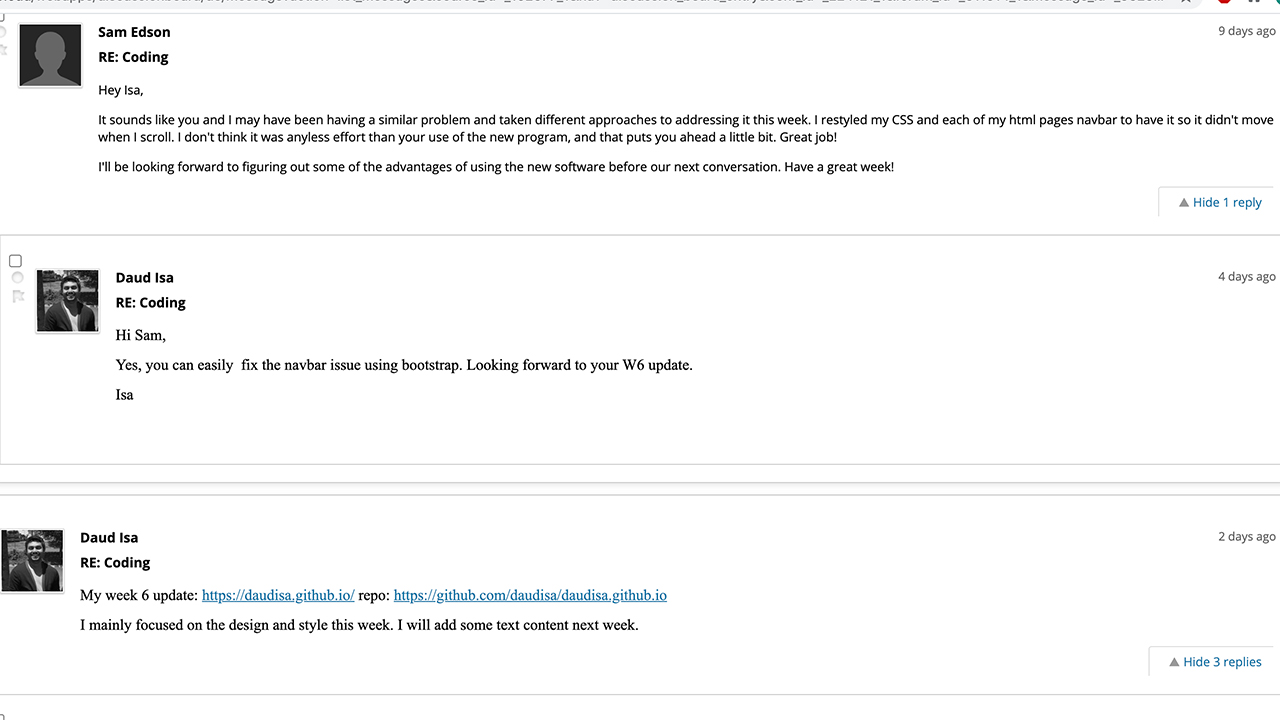 Sam Edson
9 days ago
RE: Coding
Hey Isa,
It sounds like you and I may have been having a similar problem and taken different approaches to addressing it this week. I restyled my CSS and each of my html pages navbar to have it so it didn't move
when I scroll. I don't think it was anyless effort than your use of the new program, and that puts you ahead a little bit. Great job!
I'll be looking forward to figuring out some of the advantages of using the new software before our next conversation. Have a great week!
Hide 1 reply
Daud Isa
4 days ago
RE: Coding
Hi Sam,
Yes, you can easily  fix the navbar issue using bootstrap. Looking forward to your W6 update.
Isa
Daud Isa
2 days ago
RE: Coding
My week 6 update: https://daudisa.github.io/ repo: https://github.com/daudisa/daudisa.github.io
I mainly focused on the design and style this week. I will add some text content next week.
Hide 3 replies